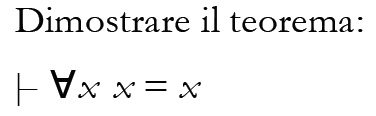 Dimostrare il teorema:
⊢ ∀x x = x